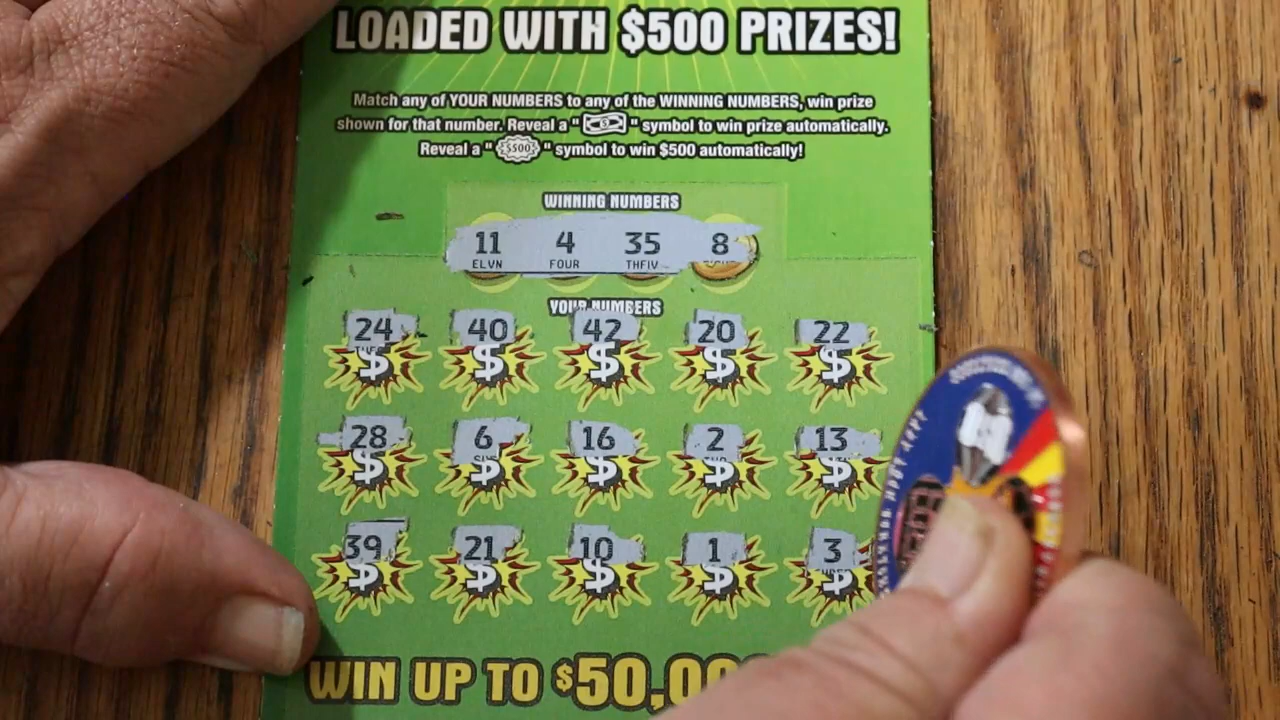 LOADED WITH $500 PRIZES!
Match any of YOUR NUMBERS to any of the WINNING NUMBERS, win prize
shown for that number. Reveal a " $ " symbol to win prize automatically.
Reveal a " $500 " symbol to win $500 automatically!
WINNING NUMBERS
11 4 35 8
ELVN FOUR THFIV
YOUR NUMBERS
24 40 42 20 22
$ $ $ $ $
28 6 16 2 13
$ $ $ $ $
39 21 10 1 3
$ $ $ $ $
WIN UP TO $50,00